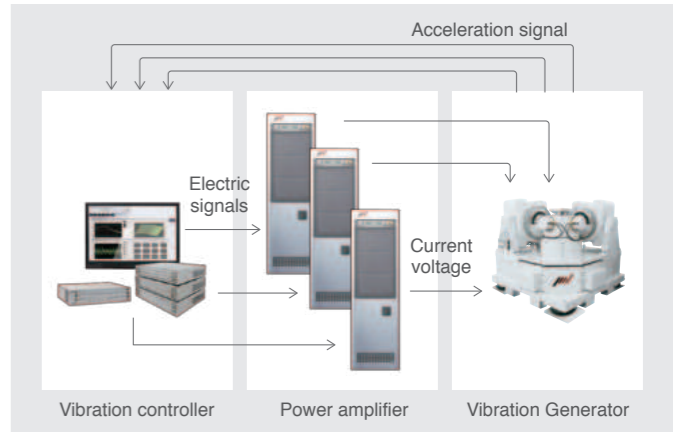 Acceleration signal
Electric
signals
Current
voltage
Vibration controller
Power amplifier
Vibration Generator